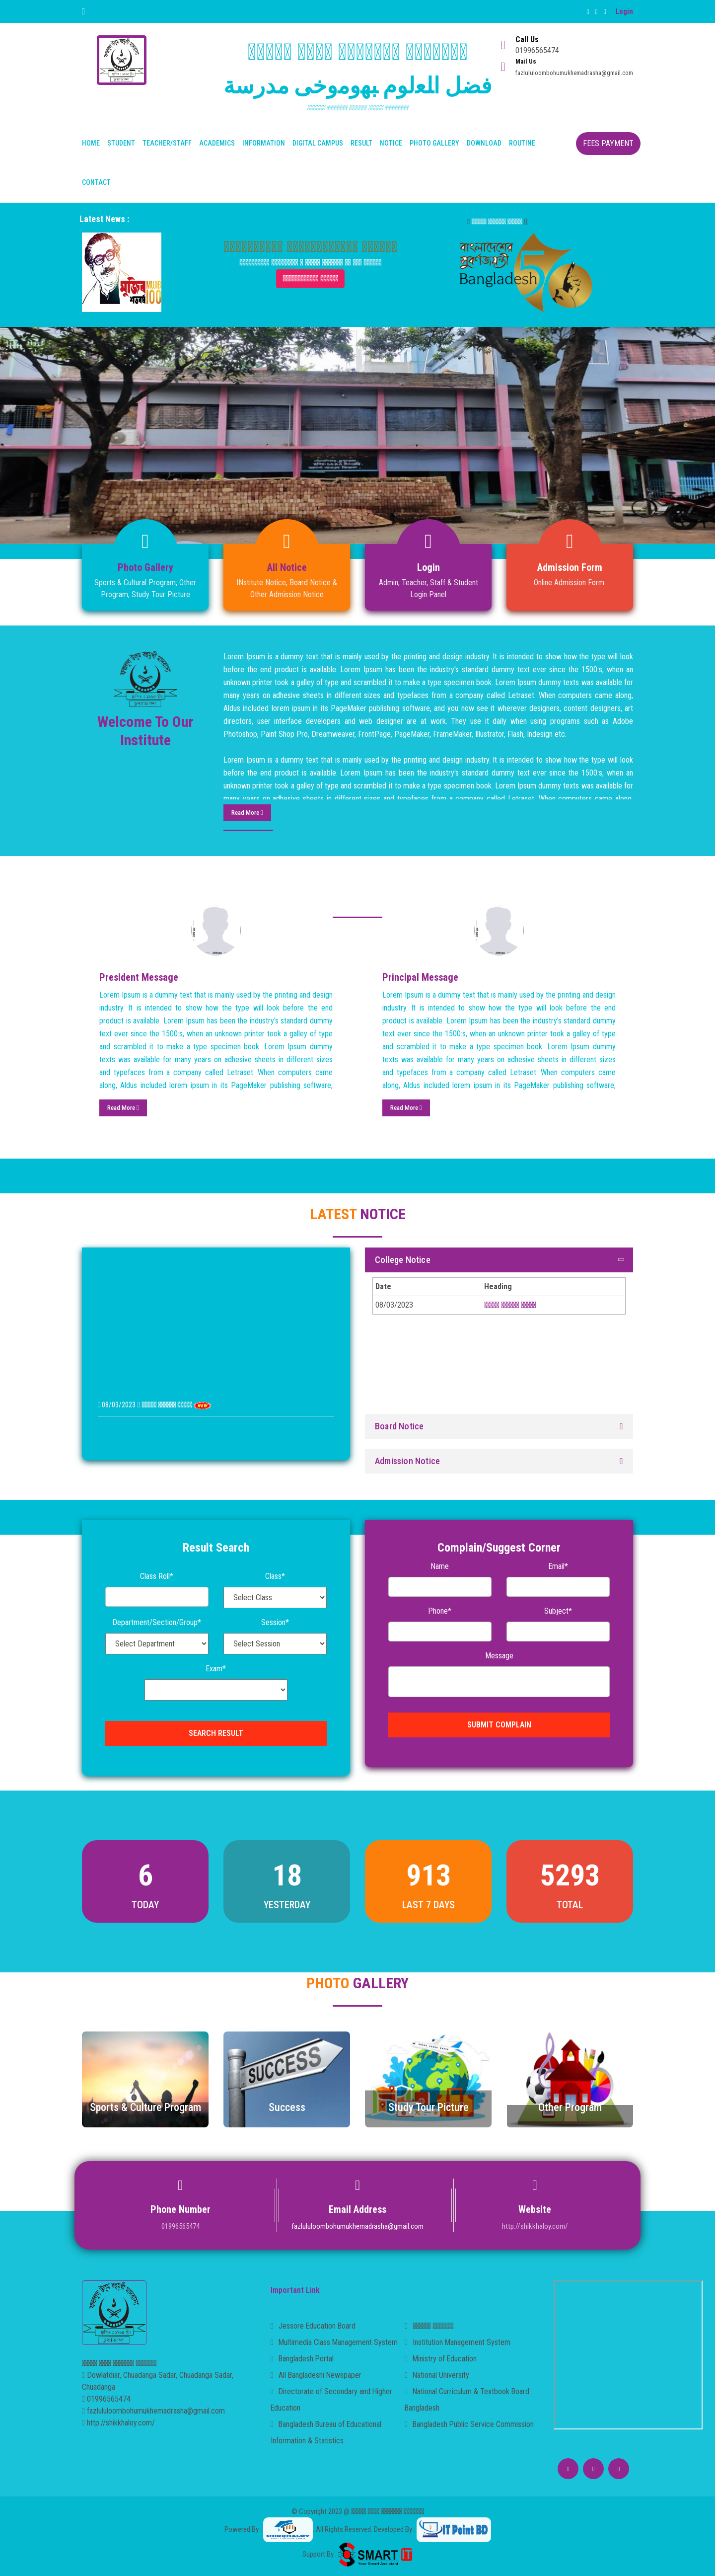 Login
Call Us
01996565474
Mail Us
fazlululoombohumukhemadrasha@gmail.com
فضل العلوم بهوموخى مدرسة
HOME STUDENT TEACHER/STAFF ACADEMICS INFORMATION DIGITAL CAMPUS RESULT NOTICE PHOTO GALLERY DOWNLOAD ROUTINE
FEES PAYMENT
CONTACT
Latest News :
Photo Gallery
Sports & Cultural Program, Other
Program, Study Tour Picture
All Notice
INstitute Notice, Board Notice &
Other Admission Notice
Login
Admin, Teacher, Staff & Student
Login Panel
Admission Form
Online Admission Form.
Welcome To Our
Institute
Lorem Ipsum is a dummy text that is mainly used by the printing and design industry. It is intended to show how the type will look
before the end product is available. Lorem Ipsum has been the industry's standard dummy text ever since the 1500:s, when an
unknown printer took a galley of type and scrambled it to make a type specimen book. Lorem Ipsum dummy texts was available for
many years on adhesive sheets in different sizes and typefaces from a company called Letraset. When computers came along,
Aldus included lorem ipsum in its PageMaker publishing software, and you now see it wherever designers, content designers, art
directors, user interface developers and web designer are at work. They use it daily when using programs such as Adobe
Photoshop, Paint Shop Pro, Dreamweaver, FrontPage, PageMaker, FrameMaker, Illustrator, Flash, Indesign etc.
Lorem Ipsum is a dummy text that is mainly used by the printing and design industry. It is intended to show how the type will look
before the end product is available. Lorem Ipsum has been the industry's standard dummy text ever since the 1500:s, when an
unknown printer took a galley of type and scrambled it to make a type specimen book. Lorem Ipsum dummy texts was available for
many years on adhesive sheets in different sizes and typefaces from a company called Letraset. When computers came along,
Read More
President Message
Lorem Ipsum is a dummy text that is mainly used by the printing and design
industry. It is intended to show how the type will look before the end
product is available. Lorem Ipsum has been the industry's standard dummy
text ever since the 1500:s, when an unknown printer took a galley of type
and scrambled it to make a type specimen book. Lorem Ipsum dummy
texts was available for many years on adhesive sheets in different sizes
and typefaces from a company called Letraset. When computers came
along, Aldus included lorem ipsum in its PageMaker publishing software,
Read More
Principal Message
Lorem Ipsum is a dummy text that is mainly used by the printing and design
industry. It is intended to show how the type will look before the end
product is available. Lorem Ipsum has been the industry's standard dummy
text ever since the 1500:s, when an unknown printer took a galley of type
and scrambled it to make a type specimen book. Lorem Ipsum dummy
texts was available for many years on adhesive sheets in different sizes
and typefaces from a company called Letraset. When computers came
along, Aldus included lorem ipsum in its PageMaker publishing software,
Read More
LATEST NOTICE
08/03/2023
new
College Notice
Date Heading
08/03/2023
Board Notice
Admission Notice
Result Search
Class Roll* Class*
Select Class
Department/Section/Group* Session*
Select Department Select Session
Exam*
SEARCH RESULT
Complain/Suggest Corner
Name Email*
Phone* Subject*
Message
SUBMIT COMPLAIN
6
TODAY
18
YESTERDAY
913
LAST 7 DAYS
5293
TOTAL
PHOTO GALLERY
SUCCESS
Sports & Culture Program
Success
Study Tour Picture
Other Program
Phone Number
01996565474
Email Address
fazlululoombohumukhemadrasha@gmail.com
Website
http://shikkhaloy.com/
Dowlatdiar, Chuadanga Sadar, Chuadanga Sadar,
Chuadanga
01996565474
fazlululoombohumukhemadrasha@gmail.com
http://shikkhaloy.com/
Important Link
Jessore Education Board
Multimedia Class Management System
Bangladesh Portal
All Bangladeshi Newspaper
Directorate of Secondary and Higher
Education
Bangladesh Bureau of Educational
Information & Statistics
Institution Management System
Ministry of Education
National University
National Curriculum & Textbook Board
Bangladesh
Bangladesh Public Service Commission
© Copyright 2023 @
Powered By: SHIKKHALOY All Rights Reserved, Developed By: IT Point BD
Support By: SMART IT